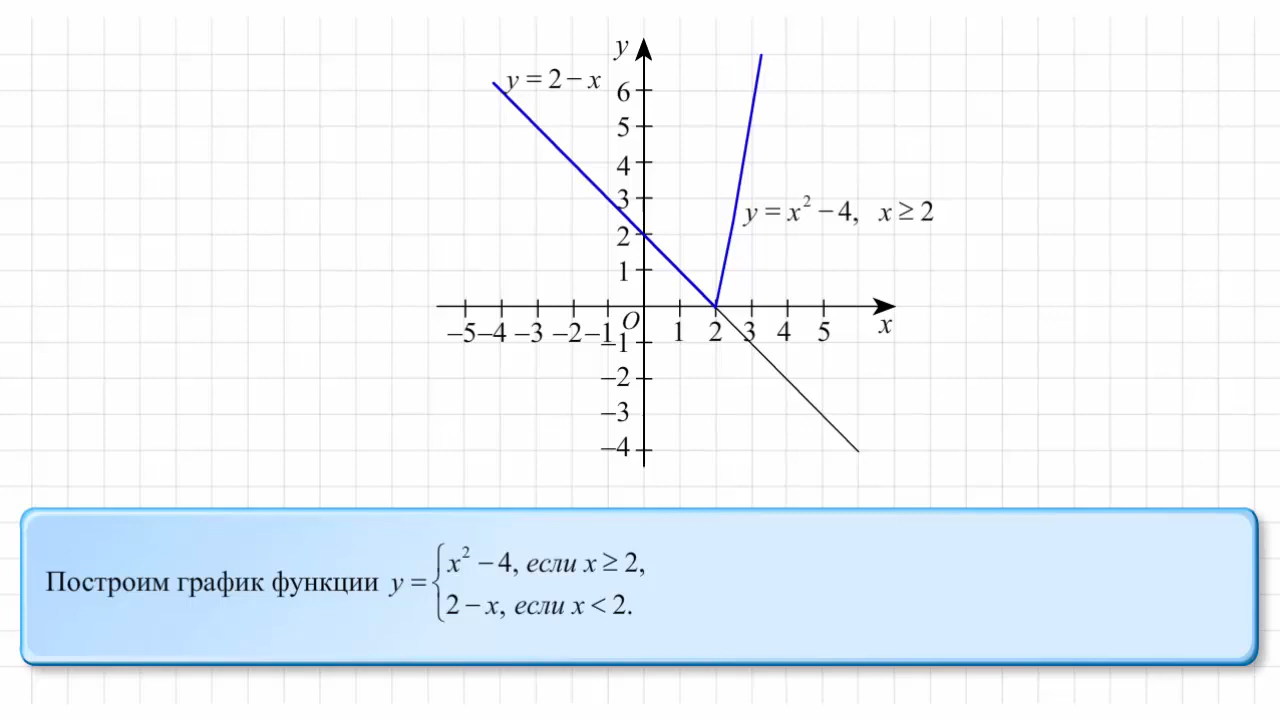 y
y = 2 − x
6
5
4
3
2
1
y = x² − 4, x ≥ 2
−5 −4 −3 −2 −1 O 1 2 3 4 5 x
−1
−2
−3
−4
Построим график функции y = { x² − 4, если x ≥ 2,
2 − x, если x < 2.